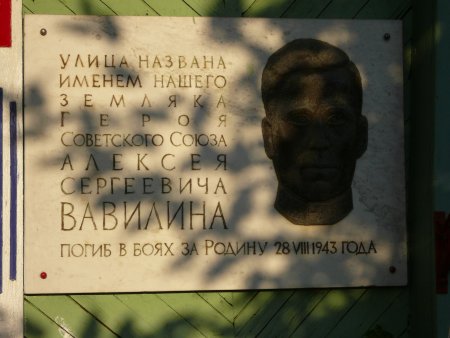 УЛИЦА НАЗВАНА
ИМЕНЕМ НАШЕГО
ЗЕМЛЯКА
ГЕРОЯ
СОВЕТСКОГО СОЮЗА
АЛЕКСЕЯ
СЕРГЕЕВИЧА
ВАВИЛИНА
ПОГИБ В БОЯХ ЗА РОДИНУ 28 VIII 1943 ГОДА